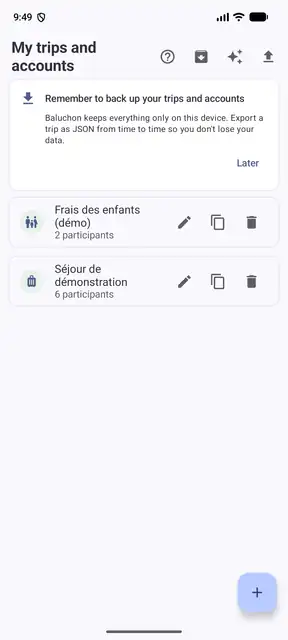 9:49
My trips and
accounts
Remember to back up your trips and accounts
Baluchon keeps everything only on this device. Export a
trip as JSON from time to time so you don't lose your
data.
Later
Frais des enfants
(démo)
2 participants
Séjour de
démonstration
6 participants